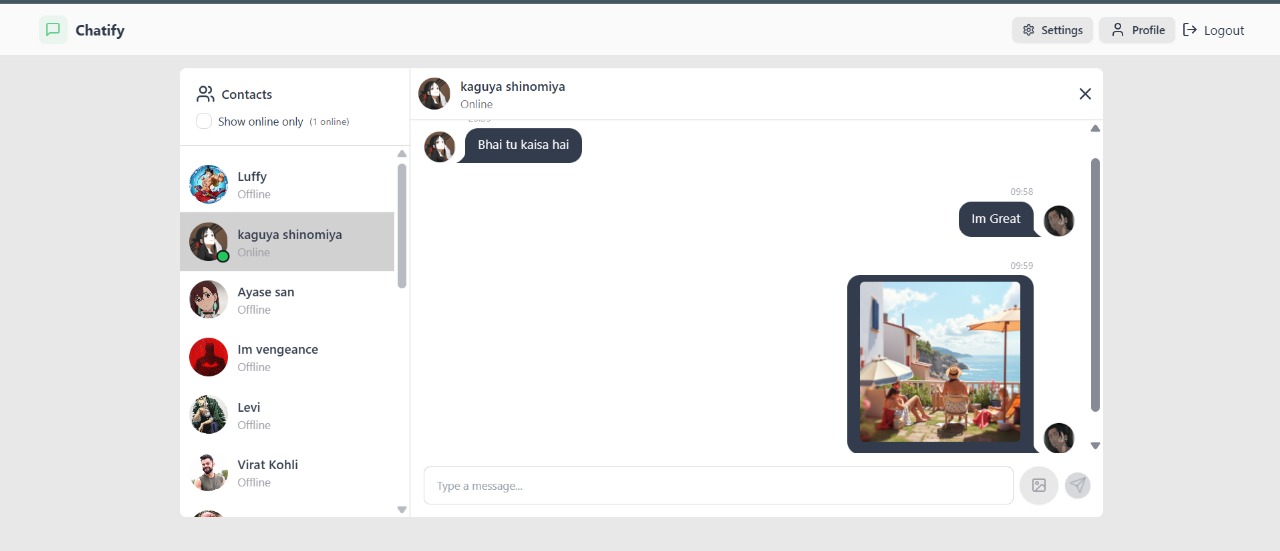 Chatify
Settings
Profile
Logout
Contacts
Show online only (1 online)
Luffy
Offline
kaguya shinomiya
Online
Ayase san
Offline
Im vengeance
Offline
Levi
Offline
Virat Kohli
Offline
kaguya shinomiya
Online
Bhai tu kaisa hai
09:58
Im Great
09:59
Type a message...